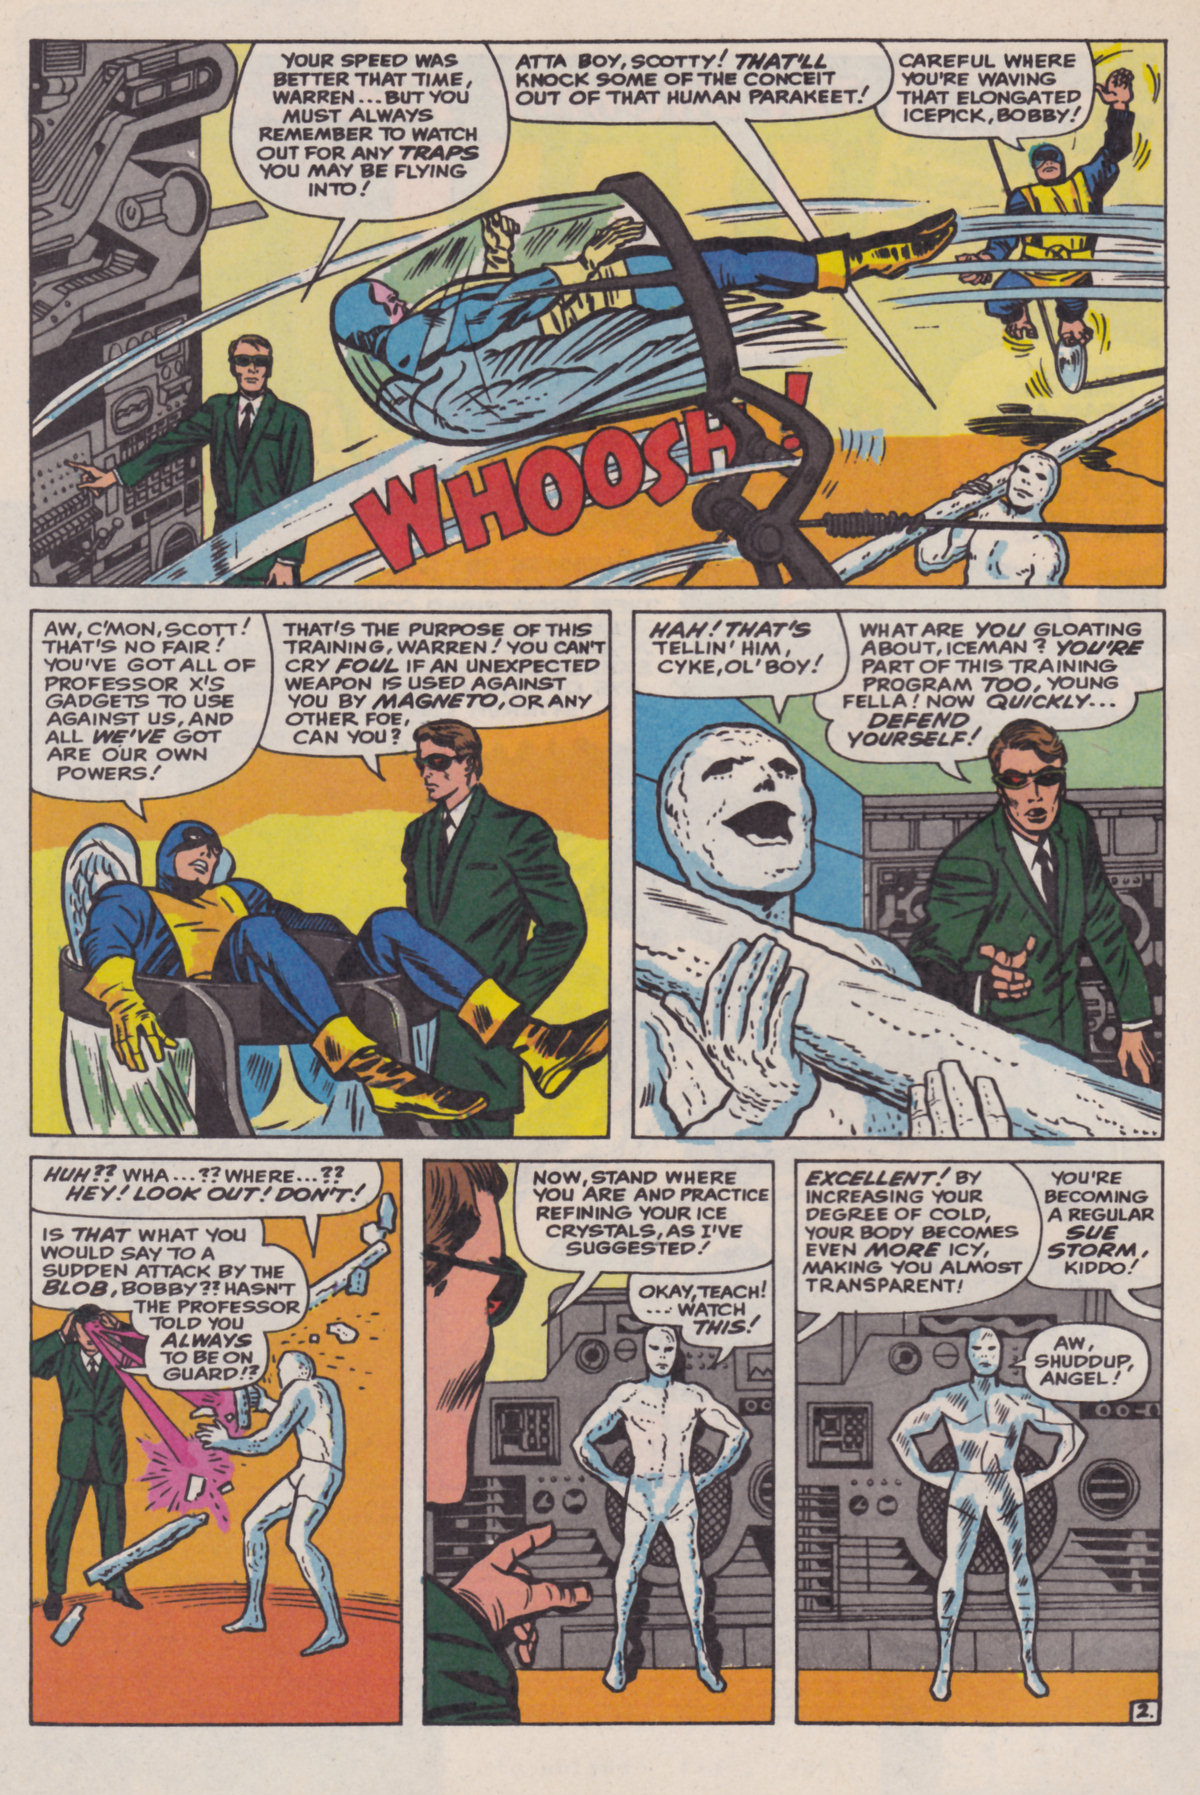 YOUR SPEED WAS
BETTER THAT TIME,
WARREN...BUT YOU
MUST ALWAYS
REMEMBER TO WATCH
OUT FOR ANY TRAPS
YOU MAY BE FLYING
INTO!
ATTA BOY, SCOTTY! THAT'LL
KNOCK SOME OF THE CONCEIT
OUT OF THAT HUMAN PARAKEET!
CAREFUL WHERE
YOU'RE WAVING
THAT ELONGATED
ICEPICK, BOBBY!
WHOOSH!
AW, C'MON, SCOTT!
THAT'S NO FAIR!
YOU'VE GOT ALL OF
PROFESSOR X'S
GADGETS TO USE
AGAINST US, AND
ALL WE'VE GOT
ARE OUR OWN
POWERS!
THAT'S THE PURPOSE OF THIS
TRAINING, WARREN! YOU CAN'T
CRY FOUL IF AN UNEXPECTED
WEAPON IS USED AGAINST
YOU BY MAGNETO, OR ANY
OTHER FOE,
CAN YOU?
HAH! THAT'S
TELLIN' HIM,
CYKE, OL' BOY!
WHAT ARE YOU GLOATING
ABOUT, ICEMAN? YOU'RE
PART OF THIS TRAINING
PROGRAM TOO, YOUNG
FELLA! NOW QUICKLY...
DEFEND
YOURSELF!
HUH?? WHA...?? WHERE...??
HEY! LOOK OUT! DON'T!
IS THAT WHAT YOU
WOULD SAY TO A
SUDDEN ATTACK BY THE
BLOB, BOBBY?? HASN'T
THE PROFESSOR
TOLD YOU
ALWAYS
TO BE ON
GUARD!?
NOW, STAND WHERE
YOU ARE AND PRACTICE
REFINING YOUR ICE
CRYSTALS, AS I'VE
SUGGESTED!
OKAY, TEACH!
...WATCH
THIS!
EXCELLENT! BY
INCREASING YOUR
DEGREE OF COLD,
YOUR BODY BECOMES
EVEN MORE ICY,
MAKING YOU ALMOST
TRANSPARENT!
YOU'RE
BECOMING
A REGULAR
SUE
STORM,
KIDDO!
AW,
SHUDDUP,
ANGEL!
2.